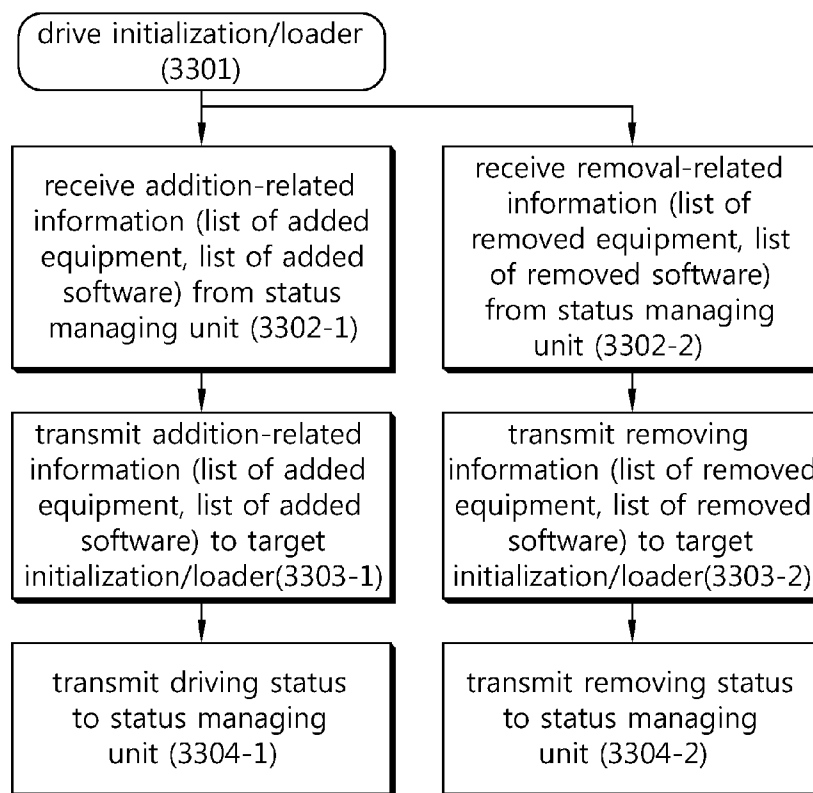 drive initialization/loader
(3301)
receive addition-related
information (list of added
equipment, list of added
software) from status
managing unit (3302-1)
receive removal-related
information (list of
removed equipment, list
of removed software)
from status managing
unit (3302-2)
transmit addition-related
information (list of added
equipment, list of added
software) to target
initialization/loader(3303-1)
transmit removing
information (list of removed
equipment, list of removed
software) to target
initialization/loader(3303-2)
transmit driving status
to status managing
unit (3304-1)
transmit removing status
to status managing
unit (3304-2)